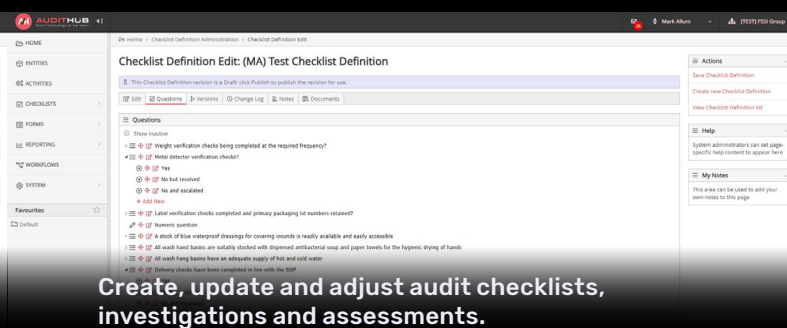 AUDITHUB
Mark Allum
[TEST] FSSI Group
HOME
Home > Checklist Definition Administration > Checklist Definition Edit
ENTITIES
ACTIVITIES
CHECKLISTS
FORMS
REPORTING
WORKFLOWS
SYSTEM
Favourites
Default
Checklist Definition Edit: (MA) Test Checklist Definition
This Checklist Definition revision is a Draft: click Publish to publish the revision for use.
Edit Questions Versions Change Log Notes Documents
Questions
Show Inactive
Weight verification checks being completed at the required frequency?
Metal detector verification checks?
Yes
No but resolved
No and escalated
+ Add New
Label verification checks completed and primary packaging lot numbers retained?
Numeric question
A stock of blue waterproof dressings for covering wounds is readily available and easily accessible
All wash hand basins are suitably stocked with dispensed antibacterial soap and paper towels for the hygienic drying of hands
All wash hang basins have an adequate supply of hot and cold water
Delivery checks have been completed in line with the SOP
Actions
Save Checklist Definition
Create new Checklist Definition
View Checklist Definition list
Help
System administrators can set page-
specific help content to appear here
My Notes
This area can be used to add your
own notes to this page
Create, update and adjust audit checklists,
investigations and assessments.